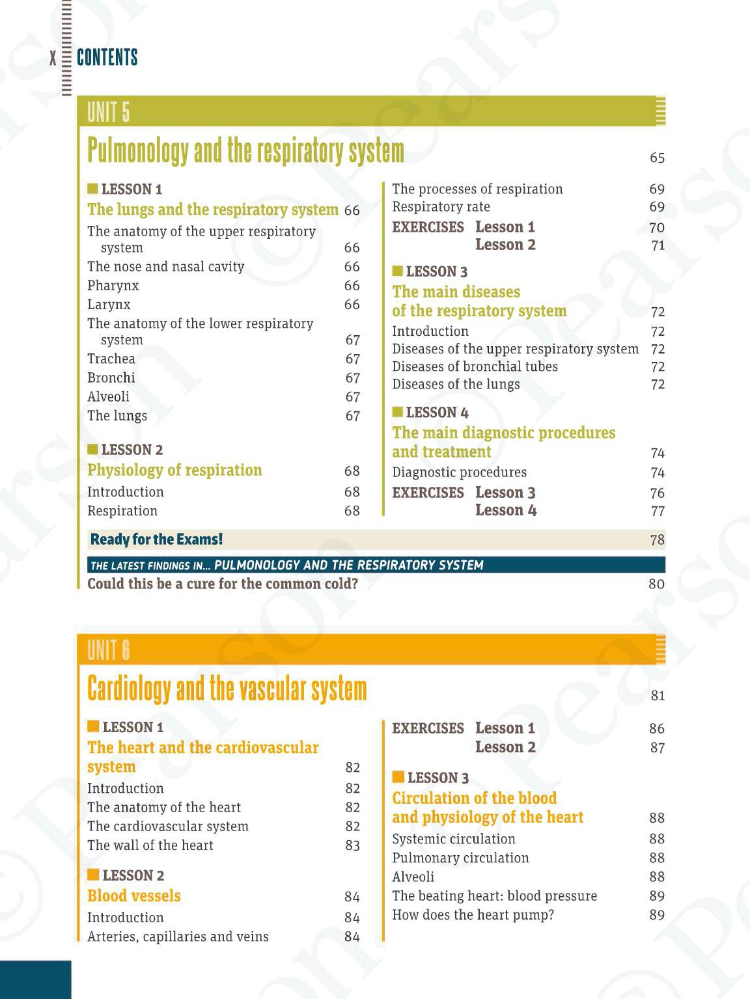 X CONTENTS
UNIT 5
Pulmonology and the respiratory system 65
LESSON 1
The lungs and the respiratory system 66
The anatomy of the upper respiratory
system 66
The nose and nasal cavity 66
Pharynx 66
Larynx 66
The anatomy of the lower respiratory
system 67
Trachea 67
Bronchi 67
Alveoli 67
The lungs 67
LESSON 2
Physiology of respiration 68
Introduction 68
Respiration 68
The processes of respiration 69
Respiratory rate 69
EXERCISES Lesson 1 70
Lesson 2 71
LESSON 3
The main diseases
of the respiratory system 72
Introduction 72
Diseases of the upper respiratory system 72
Diseases of bronchial tubes 72
Diseases of the lungs 72
LESSON 4
The main diagnostic procedures
and treatment 74
Diagnostic procedures 74
EXERCISES Lesson 3 76
Lesson 4 77
Ready for the Exams! 78
THE LATEST FINDINGS IN... PULMONOLOGY AND THE RESPIRATORY SYSTEM
Could this be a cure for the common cold? 80
UNIT 6
Cardiology and the vascular system 81
LESSON 1
The heart and the cardiovascular
system 82
Introduction 82
The anatomy of the heart 82
The cardiovascular system 82
The wall of the heart 83
LESSON 2
Blood vessels 84
Introduction 84
Arteries, capillaries and veins 84
EXERCISES Lesson 1 86
Lesson 2 87
LESSON 3
Circulation of the blood
and physiology of the heart 88
Systemic circulation 88
Pulmonary circulation 88
Alveoli 88
The beating heart: blood pressure 89
How does the heart pump? 89
© Pearson
© Pearson
© Pearson
© Pearson